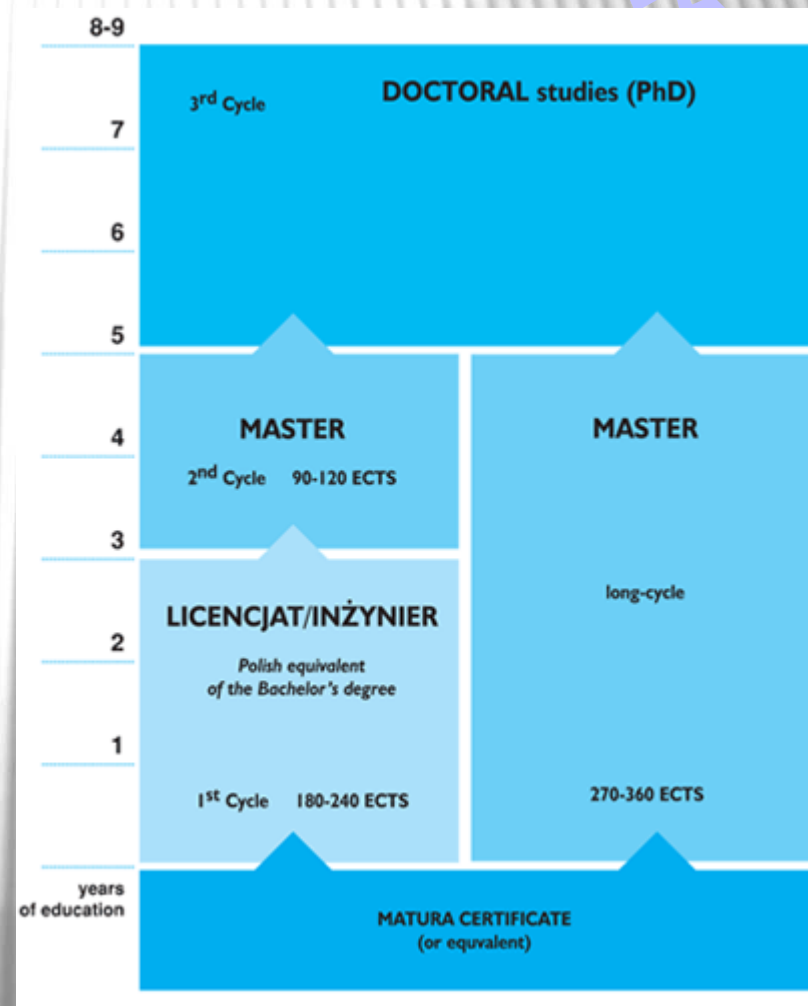 8-9
3rd Cycle
DOCTORAL studies (PhD)
7
6
5
MASTER
MASTER
4
2nd Cycle 90-120 ECTS
3
long-cycle
LICENCJAT/INŻYNIER
2
Polish equivalent
of the Bachelor's degree
1
1st Cycle 180-240 ECTS
270-360 ECTS
years
of education
MATURA CERTIFICATE
(or equvalent)